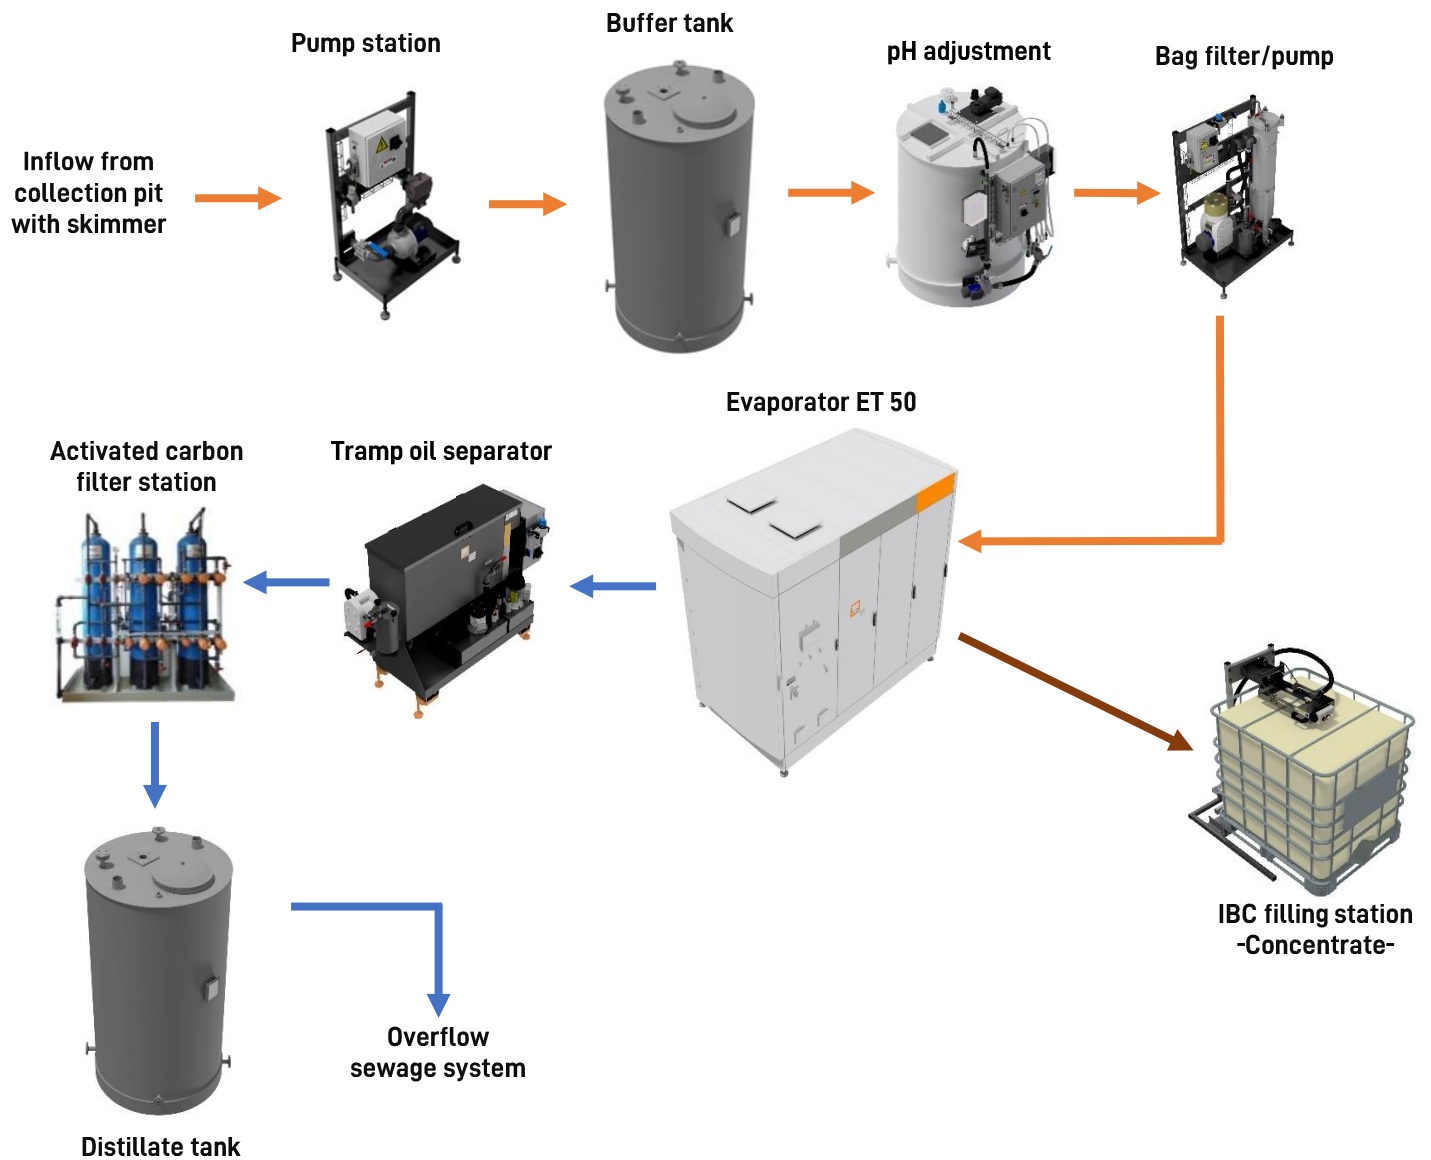 Inflow from
collection pit
with skimmer
Pump station
Buffer tank
pH adjustment
Bag filter/pump
Evaporator ET 50
Tramp oil separator
Activated carbon
filter station
IBC filling station
-Concentrate-
Distillate tank
Overflow
sewage system